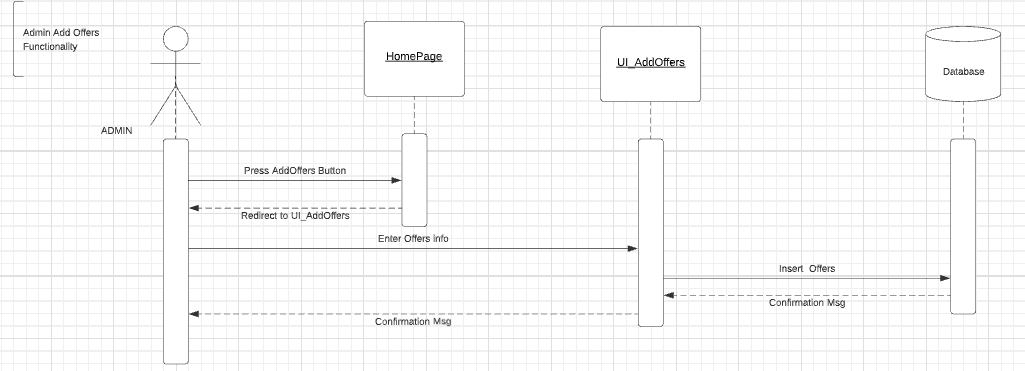 Admin Add Offers
Functionality
HomePage
UI_AddOffers
Database
ADMIN
Press AddOffers Button
Redirect to UI_AddOffers
Enter Offers info
Insert Offers
Confirmation Msg
Confirmation Msg